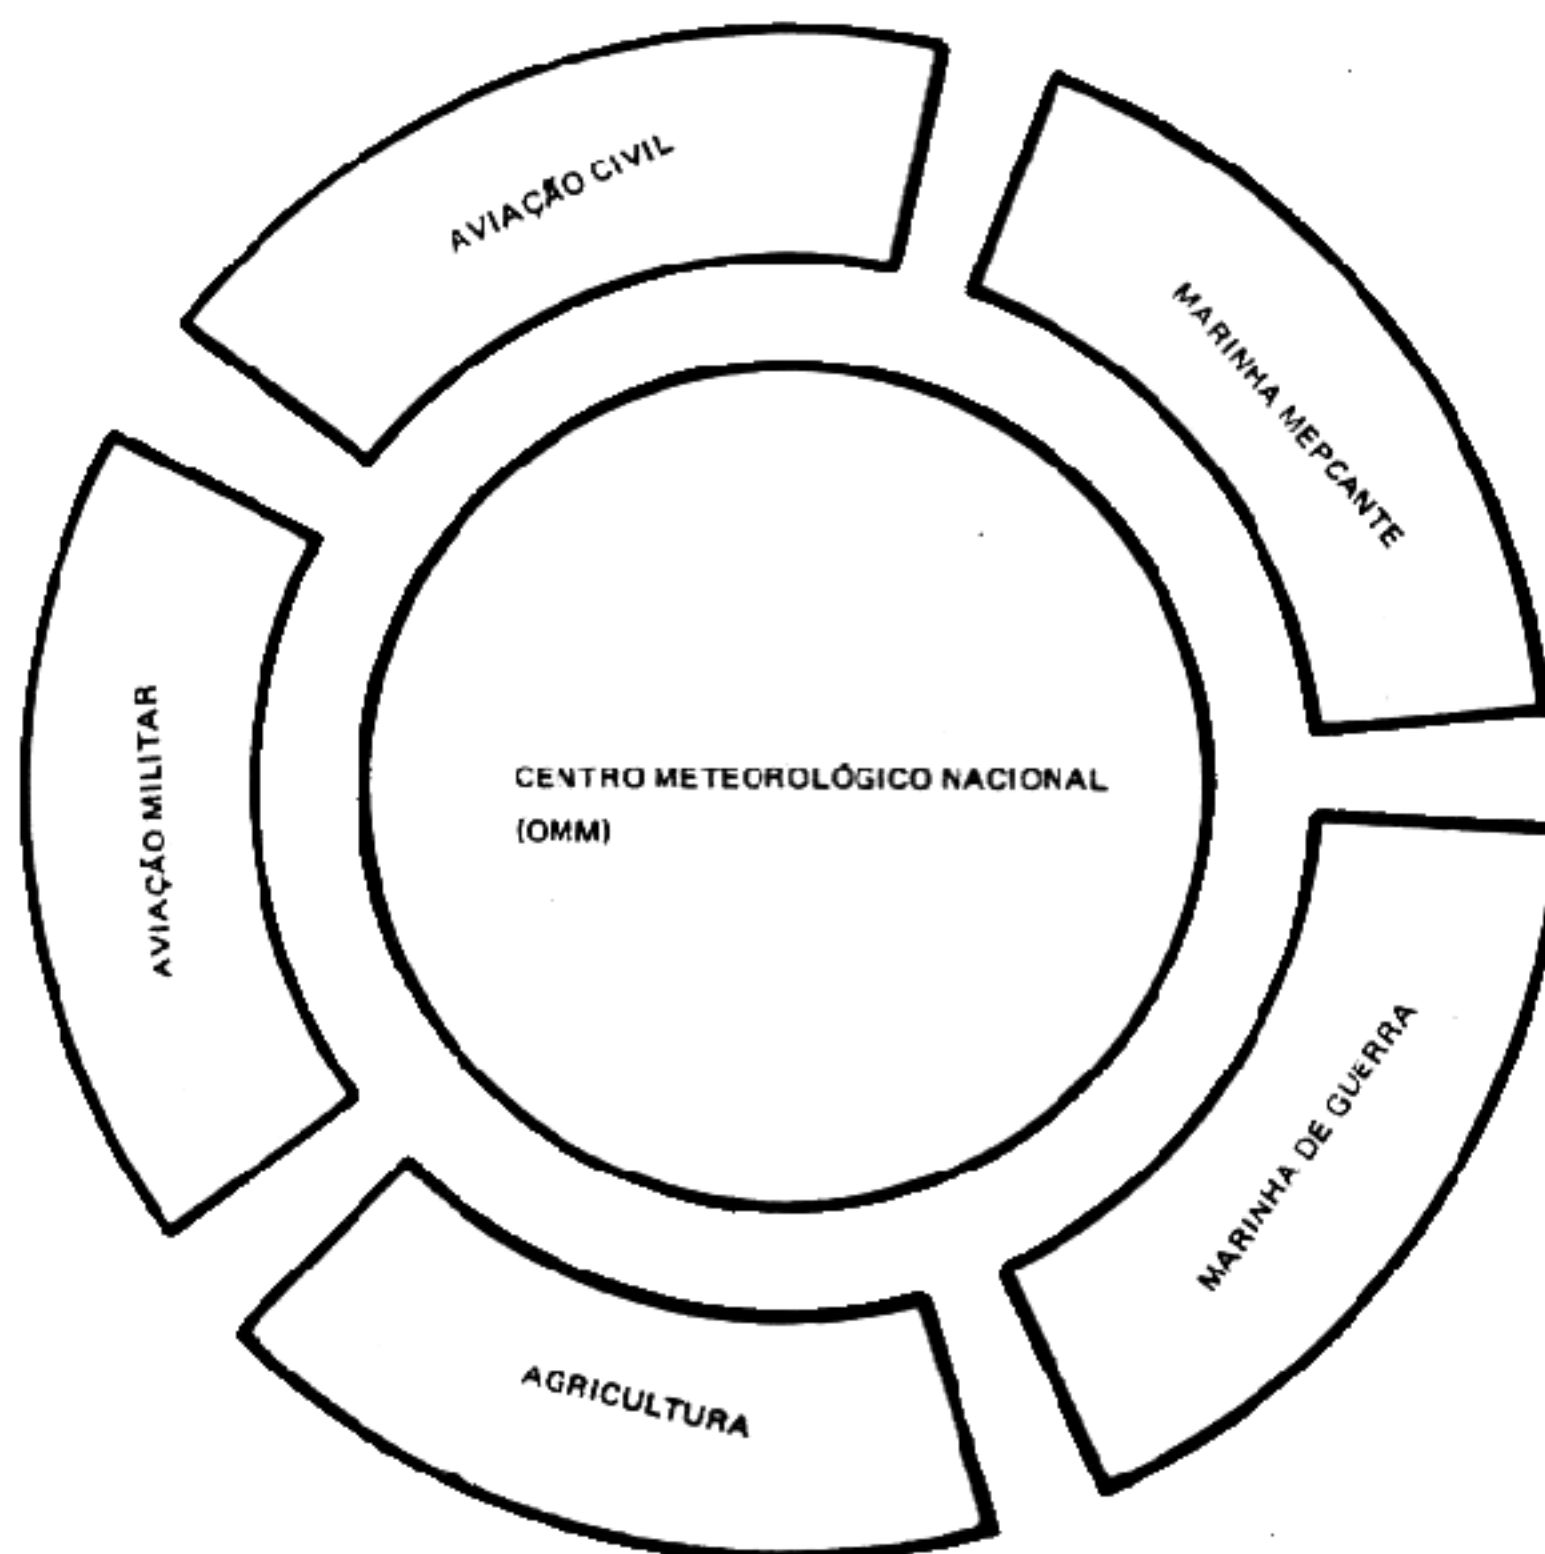 AVIAÇÃO CIVIL
MARINHA MEPCANTE
AVIAÇÃO MILITAR
CENTRO METEOROLÓGICO NACIONAL
(OMM)
MARINHA DE GUERRA
AGRICULTURA